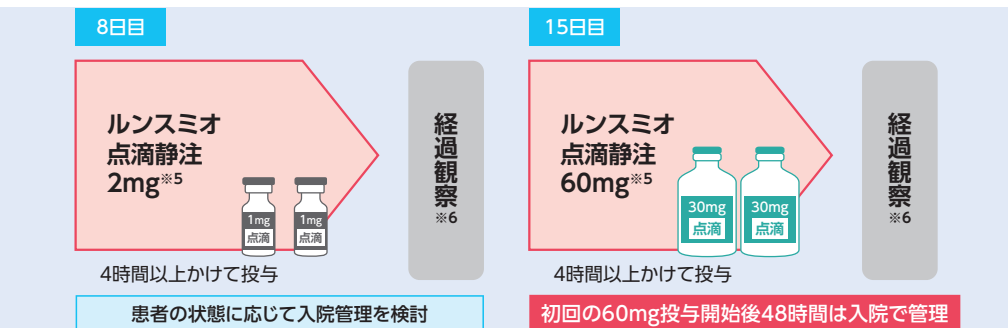 8日目
ルンスミオ
点滴静注
2mg※5
1mg
点滴
1mg
点滴
4時間以上かけて投与
経過観察※6
患者の状態に応じて入院管理を検討
15日目
ルンスミオ
点滴静注
60mg※5
30mg
点滴
30mg
点滴
4時間以上かけて投与
経過観察※6
初回の60mg投与開始後48時間は入院で管理